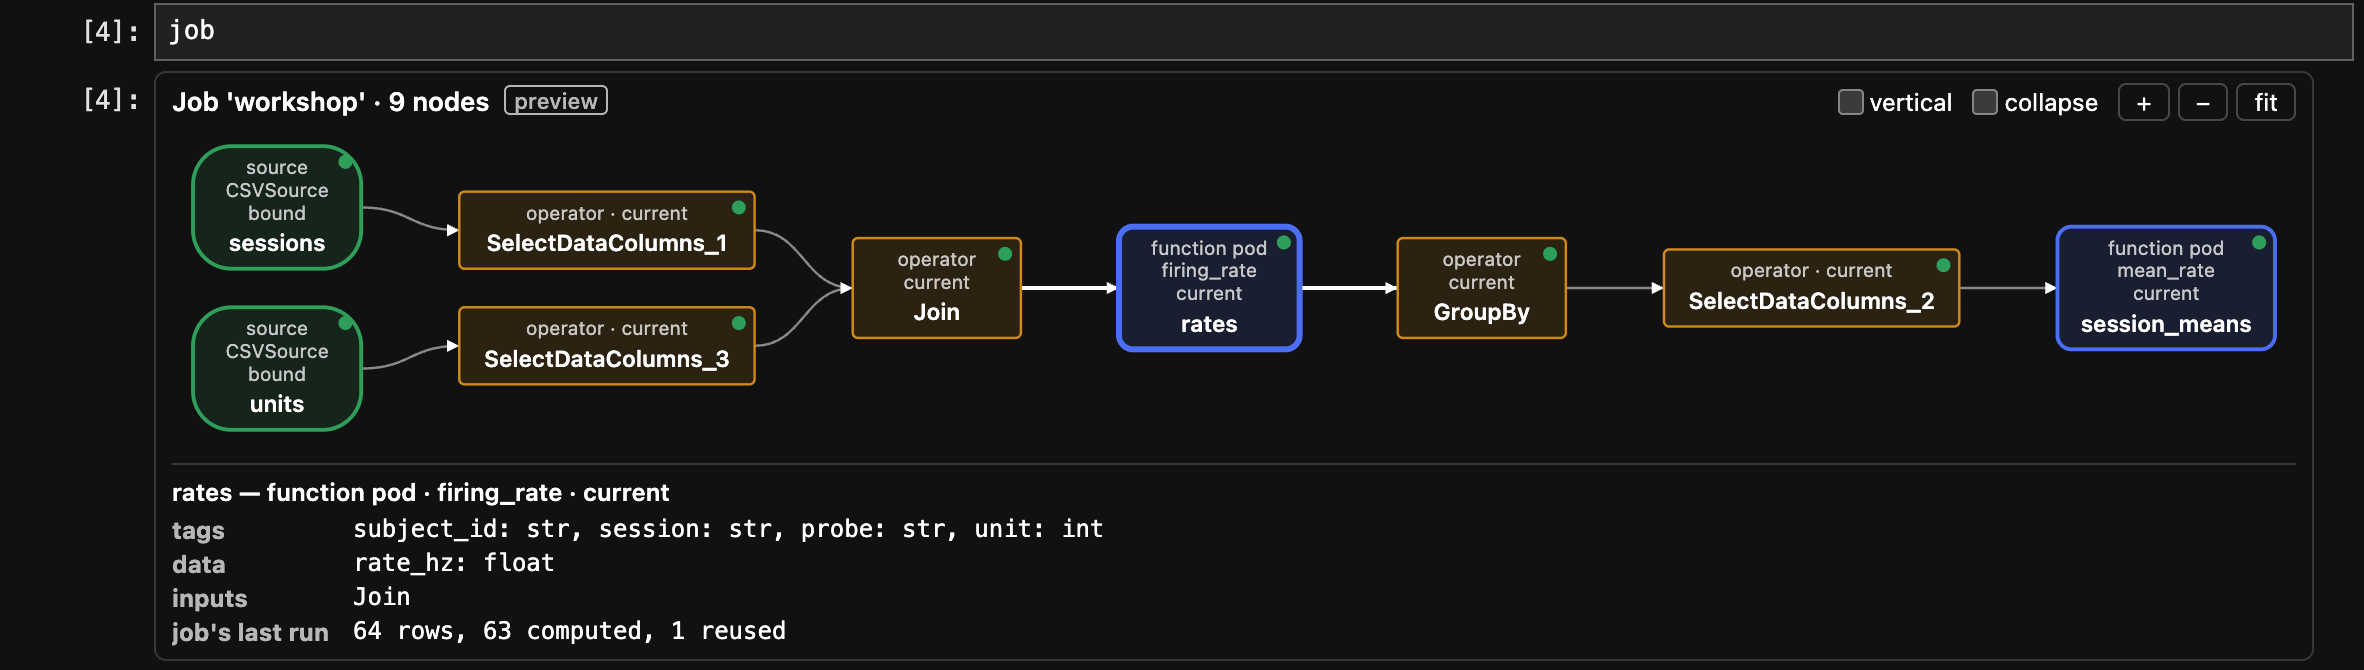 [4]: job
[4]: Job 'workshop' · 9 nodes preview vertical collapse + − fit
source
CSVSource
bound
sessions
source
CSVSource
bound
units
operator · current
SelectDataColumns_1
operator · current
SelectDataColumns_3
operator
current
Join
function pod
firing_rate
current
rates
operator
current
GroupBy
operator · current
SelectDataColumns_2
function pod
mean_rate
current
session_means
rates — function pod · firing_rate · current
tags subject_id: str, session: str, probe: str, unit: int
data rate_hz: float
inputs Join
job's last run 64 rows, 63 computed, 1 reused